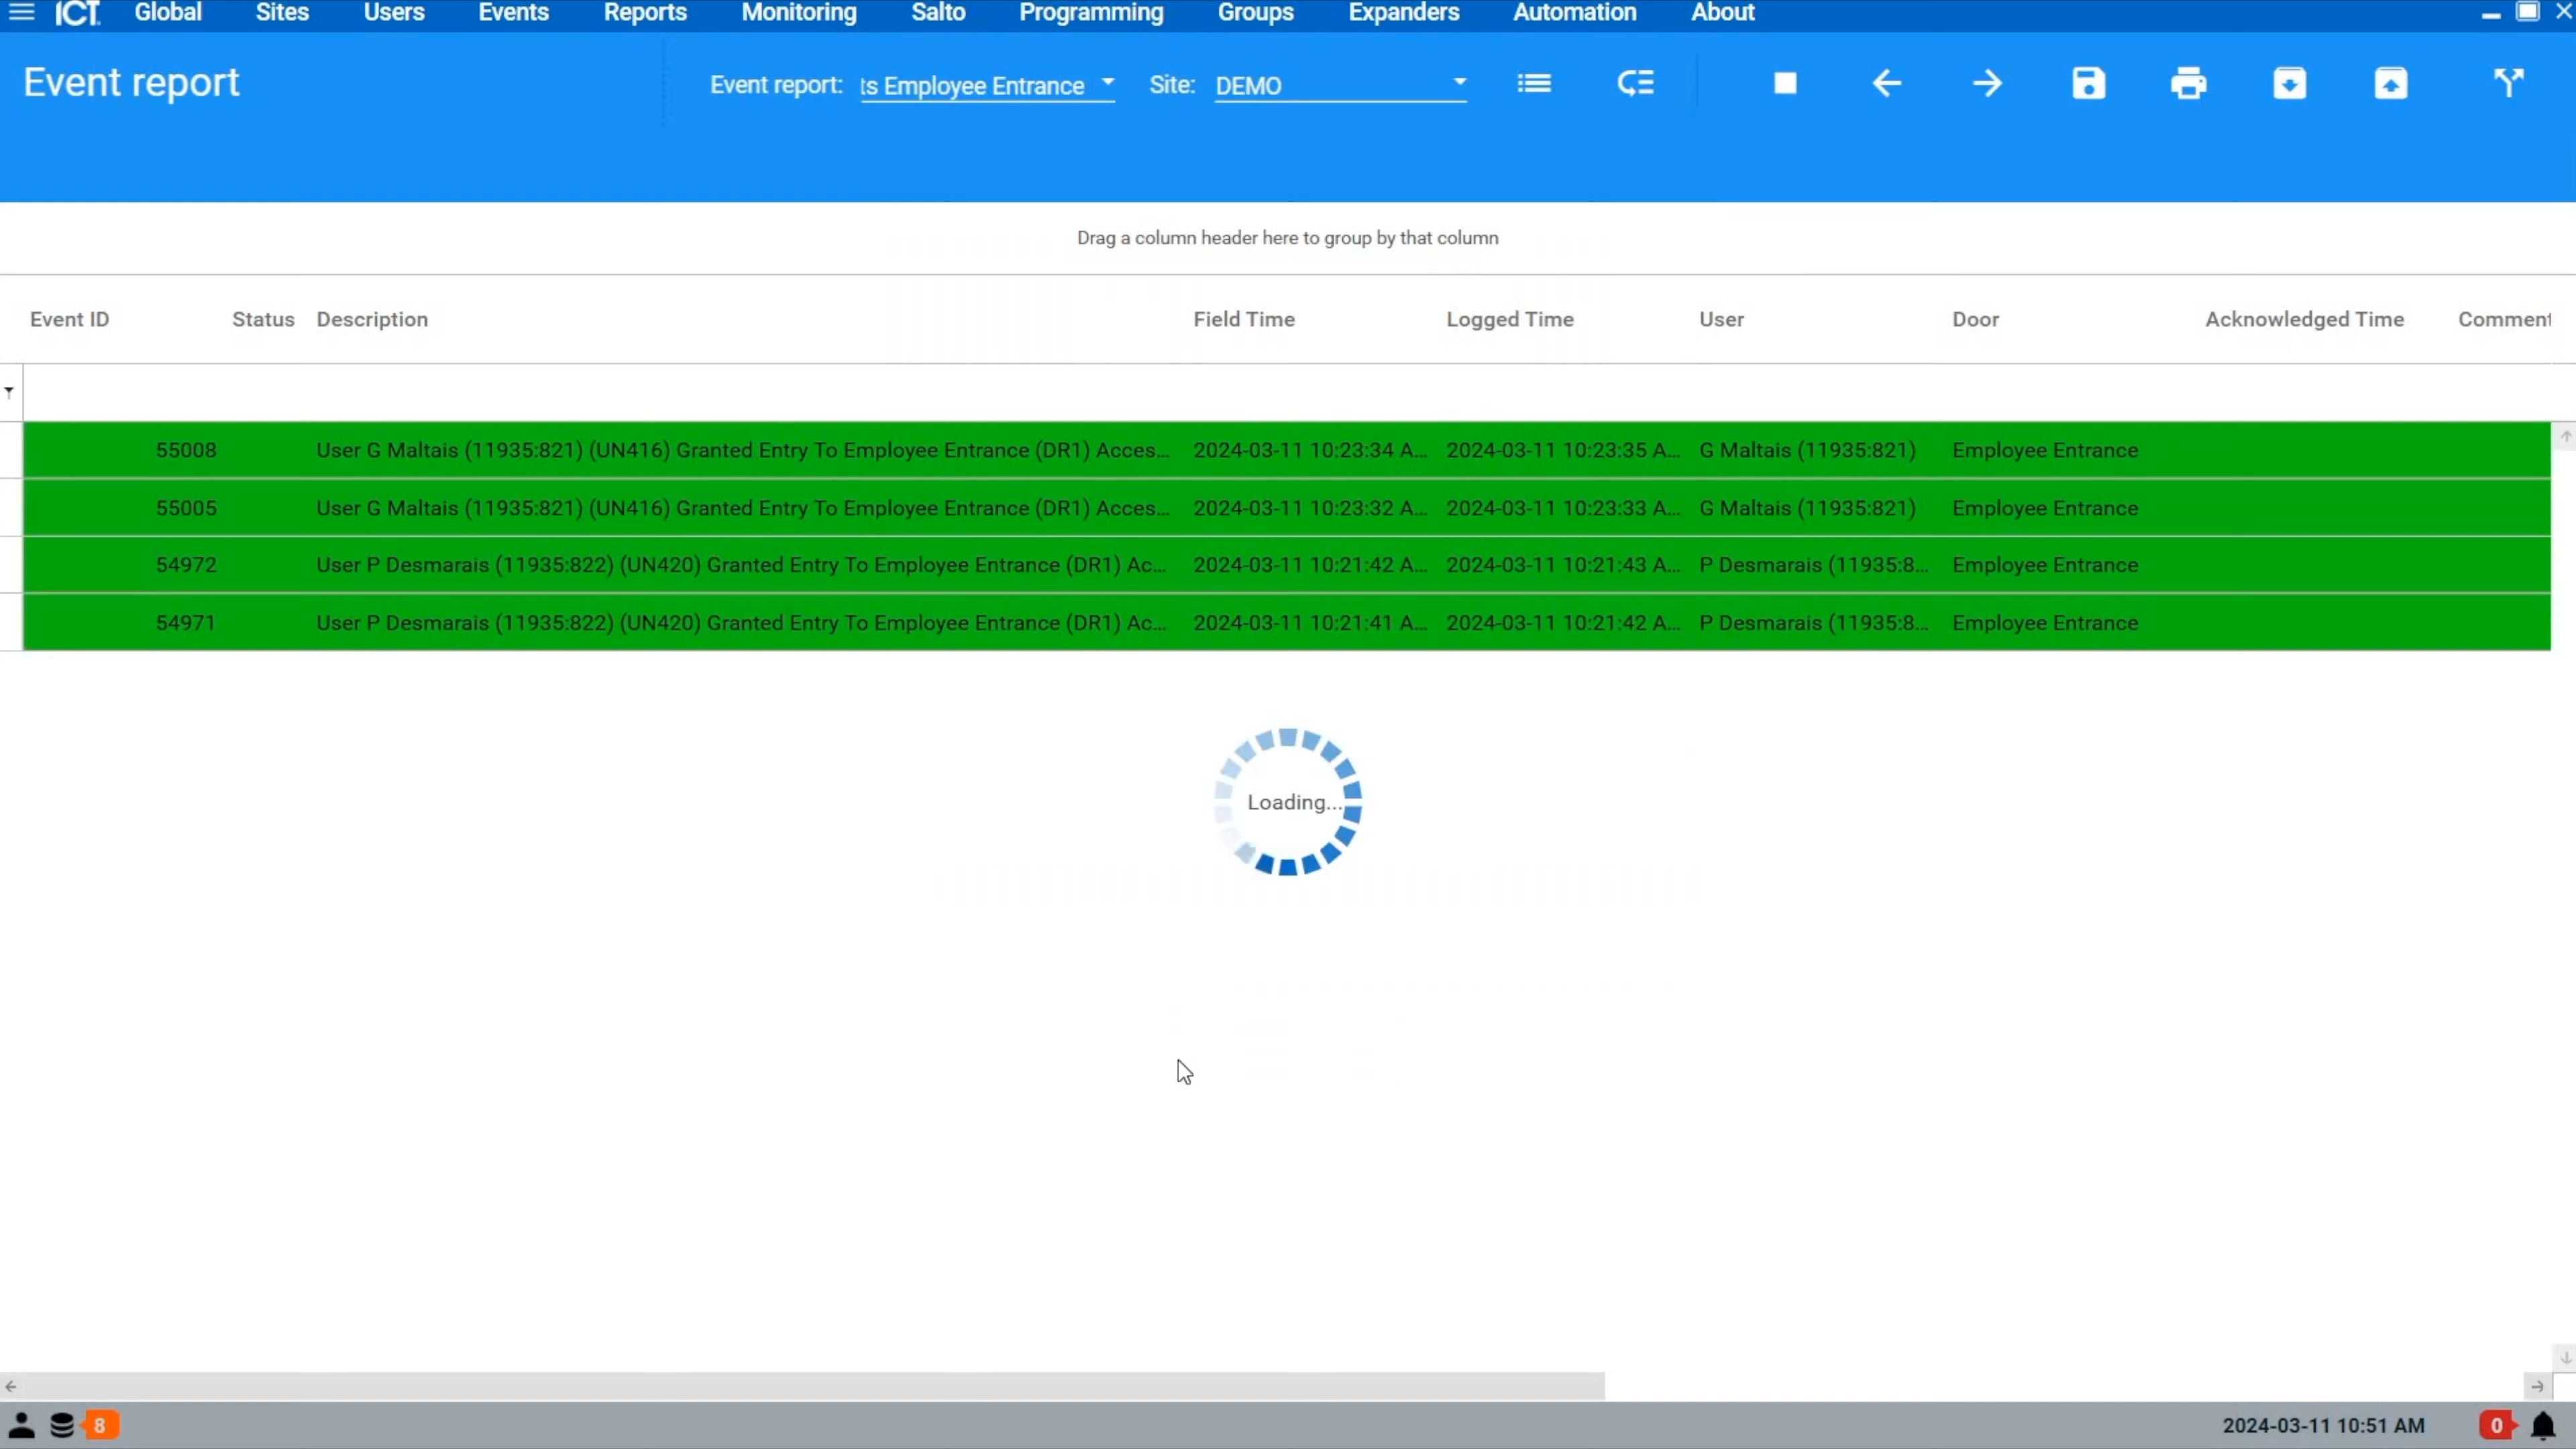 ICT Global Sites Users Events Reports Monitoring Salto Programming Groups Expanders Automation About
Event report Event report: ts Employee Entrance Site: DEMO
Drag a column header here to group by that column
Event ID Status Description Field Time Logged Time User Door Acknowledged Time Comment
55008 User G Maltais (11935:821) (UN416) Granted Entry To Employee Entrance (DR1) Acces... 2024-03-11 10:23:34 A... 2024-03-11 10:23:35 A... G Maltais (11935:821) Employee Entrance
55005 User G Maltais (11935:821) (UN416) Granted Entry To Employee Entrance (DR1) Acces... 2024-03-11 10:23:32 A... 2024-03-11 10:23:33 A... G Maltais (11935:821) Employee Entrance
54972 User P Desmarais (11935:822) (UN420) Granted Entry To Employee Entrance (DR1) Ac... 2024-03-11 10:21:42 A... 2024-03-11 10:21:43 A... P Desmarais (11935:8... Employee Entrance
54971 User P Desmarais (11935:822) (UN420) Granted Entry To Employee Entrance (DR1) Ac... 2024-03-11 10:21:41 A... 2024-03-11 10:21:42 A... P Desmarais (11935:8... Employee Entrance
Loading...
8 2024-03-11 10:51 AM 0